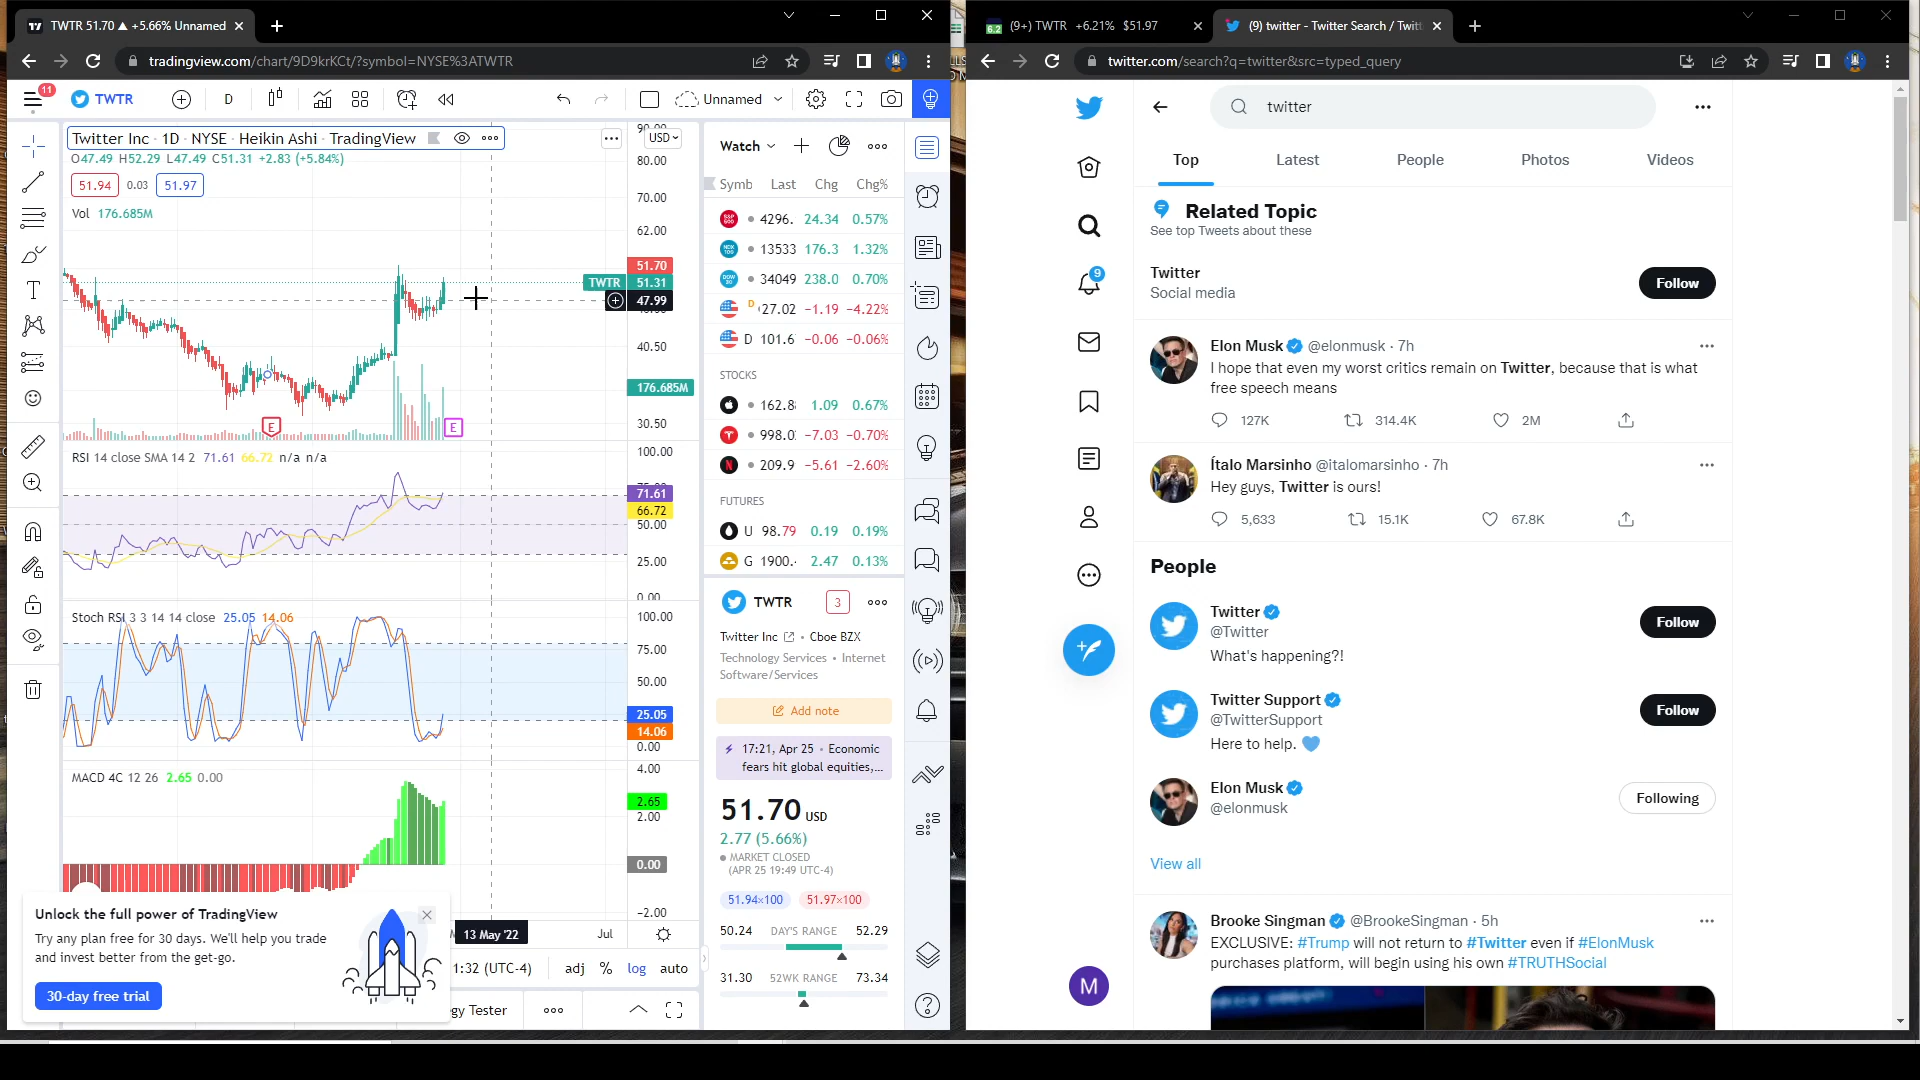 TWTR 51.70 ▲ +5.66% Unnamed
tradingview.com/chart/9D9krKCt/?symbol=NYSE%3ATWTR
11
TWTR
D
Unnamed
Twitter Inc · 1D · NYSE · Heikin Ashi · TradingView
O47.49 H52.29 L47.49 C51.31 +2.83 (+5.84%)
51.94 0.03 51.97
Vol 176.685M
USD
90.00
80.00
70.00
62.00
51.70
TWTR 51.31
47.99
40.50
176.685M
30.50
E
E
RSI 14 close SMA 14 2 71.61 66.72 n/a n/a
100.00
71.61
66.72
50.00
25.00
0.00
Stoch RSI 3 3 14 14 close 25.05 14.06
100.00
75.00
50.00
25.05
14.06
0.00
MACD 4C 12 26 2.65 0.00
4.00
2.65
2.00
0.00
−2.00
13 May '22
Jul
1:32 (UTC-4) adj % log auto
gy Tester
Unlock the full power of TradingView
Try any plan free for 30 days. We'll help you trade
and invest better from the get-go.
30-day free trial
Watch
Symb Last Chg Chg%
4296. 24.34 0.57%
13533 176.3 1.32%
34049 238.0 0.70%
D 27.02 −1.19 −4.22%
D 101.6 −0.06 −0.06%
STOCKS
162.8 1.09 0.67%
998.0 −7.03 −0.70%
209.9 −5.61 −2.60%
FUTURES
U 98.79 0.19 0.19%
G 1900. 2.47 0.13%
TWTR 3
Twitter Inc • Cboe BZX
Technology Services • Internet
Software/Services
Add note
17:21, Apr 25 • Economic
fears hit global equities,...
51.70 USD
2.77 (5.66%)
MARKET CLOSED
(APR 25 19:49 UTC-4)
51.94×100 51.97×100
50.24 DAY'S RANGE 52.29
31.30 52WK RANGE 73.34
6.2 (9+) TWTR +6.21% $51.97
(9) twitter - Twitter Search / Twit
twitter.com/search?q=twitter&src=typed_query
twitter
Top Latest People Photos Videos
9
M
Related Topic
See top Tweets about these
Twitter
Social media
Follow
Elon Musk @elonmusk · 7h
I hope that even my worst critics remain on Twitter, because that is what
free speech means
127K 314.4K 2M
Ítalo Marsinho @italomarsinho · 7h
Hey guys, Twitter is ours!
5,633 15.1K 67.8K
People
Twitter
@Twitter
What's happening?!
Follow
Twitter Support
@TwitterSupport
Here to help. 💙
Follow
Elon Musk
@elonmusk
Following
View all
Brooke Singman @BrookeSingman · 5h
EXCLUSIVE: #Trump will not return to #Twitter even if #ElonMusk
purchases platform, will begin using his own #TRUTHSocial